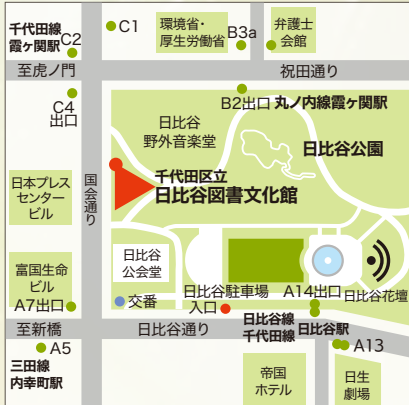 千代田線
霞ヶ関駅
C2
C1
環境省・
厚生労働省
B3a
弁護士
会館
至虎ノ門
祝田通り
C4
出口
B2出口 丸ノ内線霞ヶ関駅
日比谷
野外音楽堂
日比谷公園
千代田区立
日比谷図書文化館
日本プレス
センター
ビル
国会通り
富国生命
ビル
A7出口
日比谷
公会堂
交番
日比谷駐車場
入口
A14出口
日比谷花壇
至新橋
日比谷通り
日比谷線
千代田線
日比谷駅
A5
A13
三田線
内幸町駅
帝国
ホテル
日生
劇場